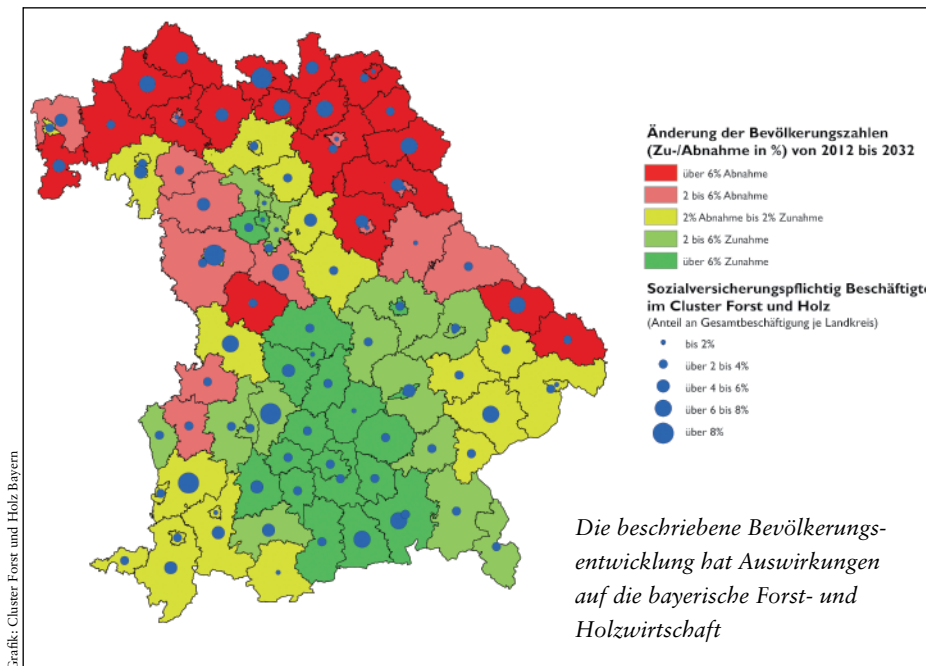 Änderung der Bevölkerungszahlen
(Zu-/Abnahme in %) von 2012 bis 2032
über 6% Abnahme
2 bis 6% Abnahme
2% Abnahme bis 2% Zunahme
2 bis 6% Zunahme
über 6% Zunahme
Sozialversicherungspflichtig Beschäftigte
im Cluster Forst und Holz
(Anteil an Gesamtbeschäftigung je Landkreis)
bis 2%
über 2 bis 4%
über 4 bis 6%
über 6 bis 8%
über 8%
Die beschriebene Bevölkerungs-
entwicklung hat Auswirkungen
auf die bayerische Forst- und
Holzwirtschaft
Grafik: Cluster Forst und Holz Bayern